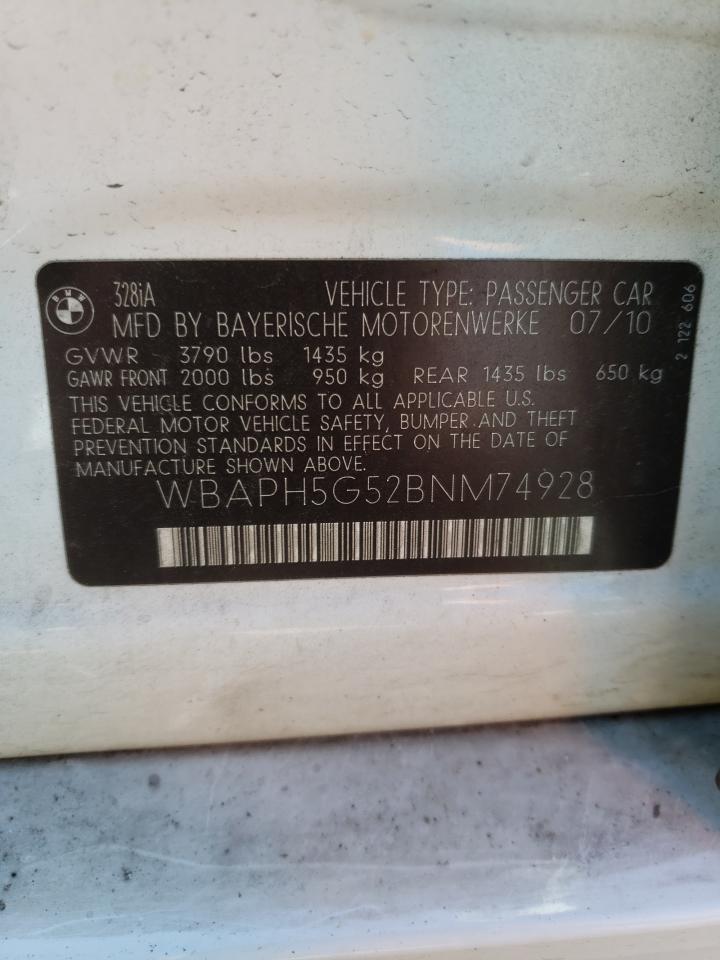 BMW
328iA VEHICLE TYPE: PASSENGER CAR
MFD BY BAYERISCHE MOTORENWERKE 07/10
GVWR 3790 lbs 1435 kg
GAWR FRONT 2000 lbs 950 kg REAR 1435 lbs 650 kg
THIS VEHICLE CONFORMS TO ALL APPLICABLE U.S.
FEDERAL MOTOR VEHICLE SAFETY, BUMPER AND THEFT
PREVENTION STANDARDS IN EFFECT ON THE DATE OF
MANUFACTURE SHOWN ABOVE.
WBAPH5G52BNM74928
2 122 606